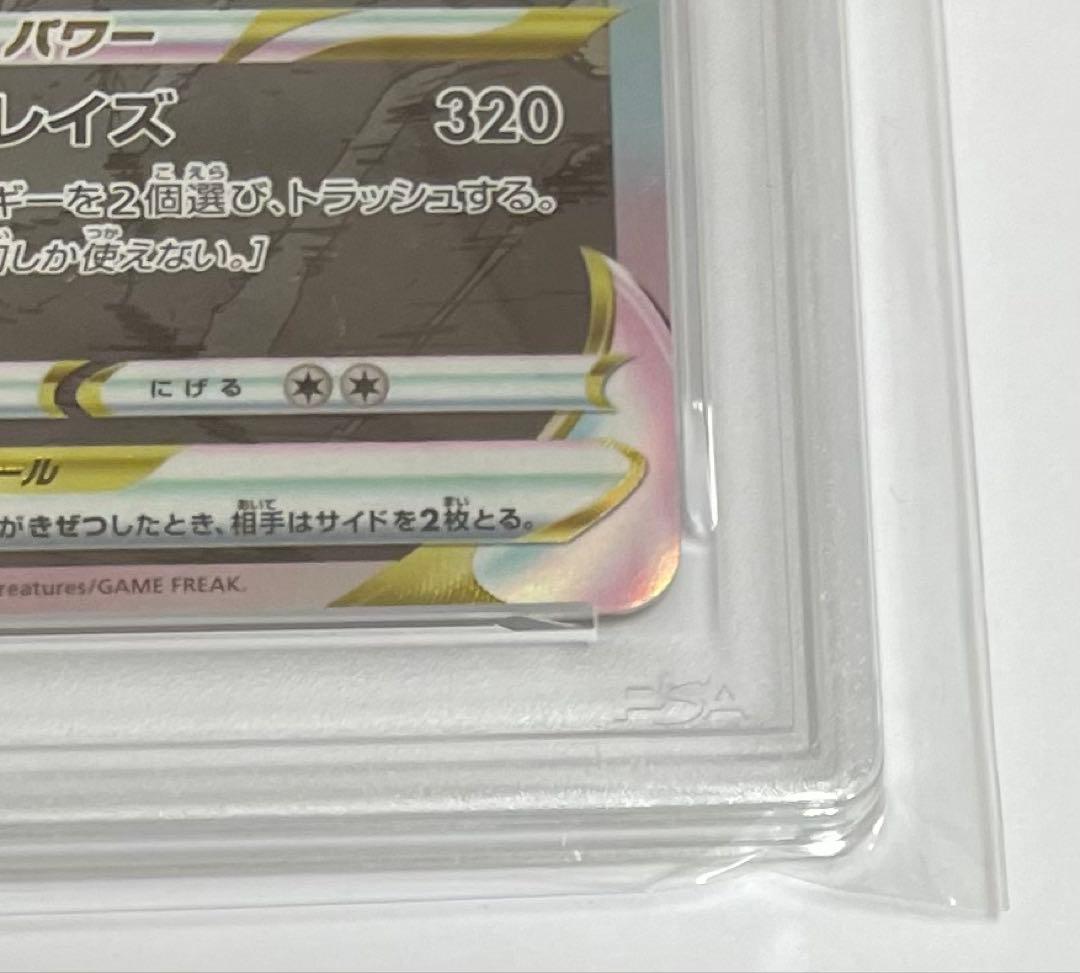 パワー
レイズ 320
ギーを2個選び、トラッシュする。
しか使えない。]
にげる
ール
がきぜつしたとき、相手はサイドを2枚とる。
reatures/GAME FREAK.
PSA